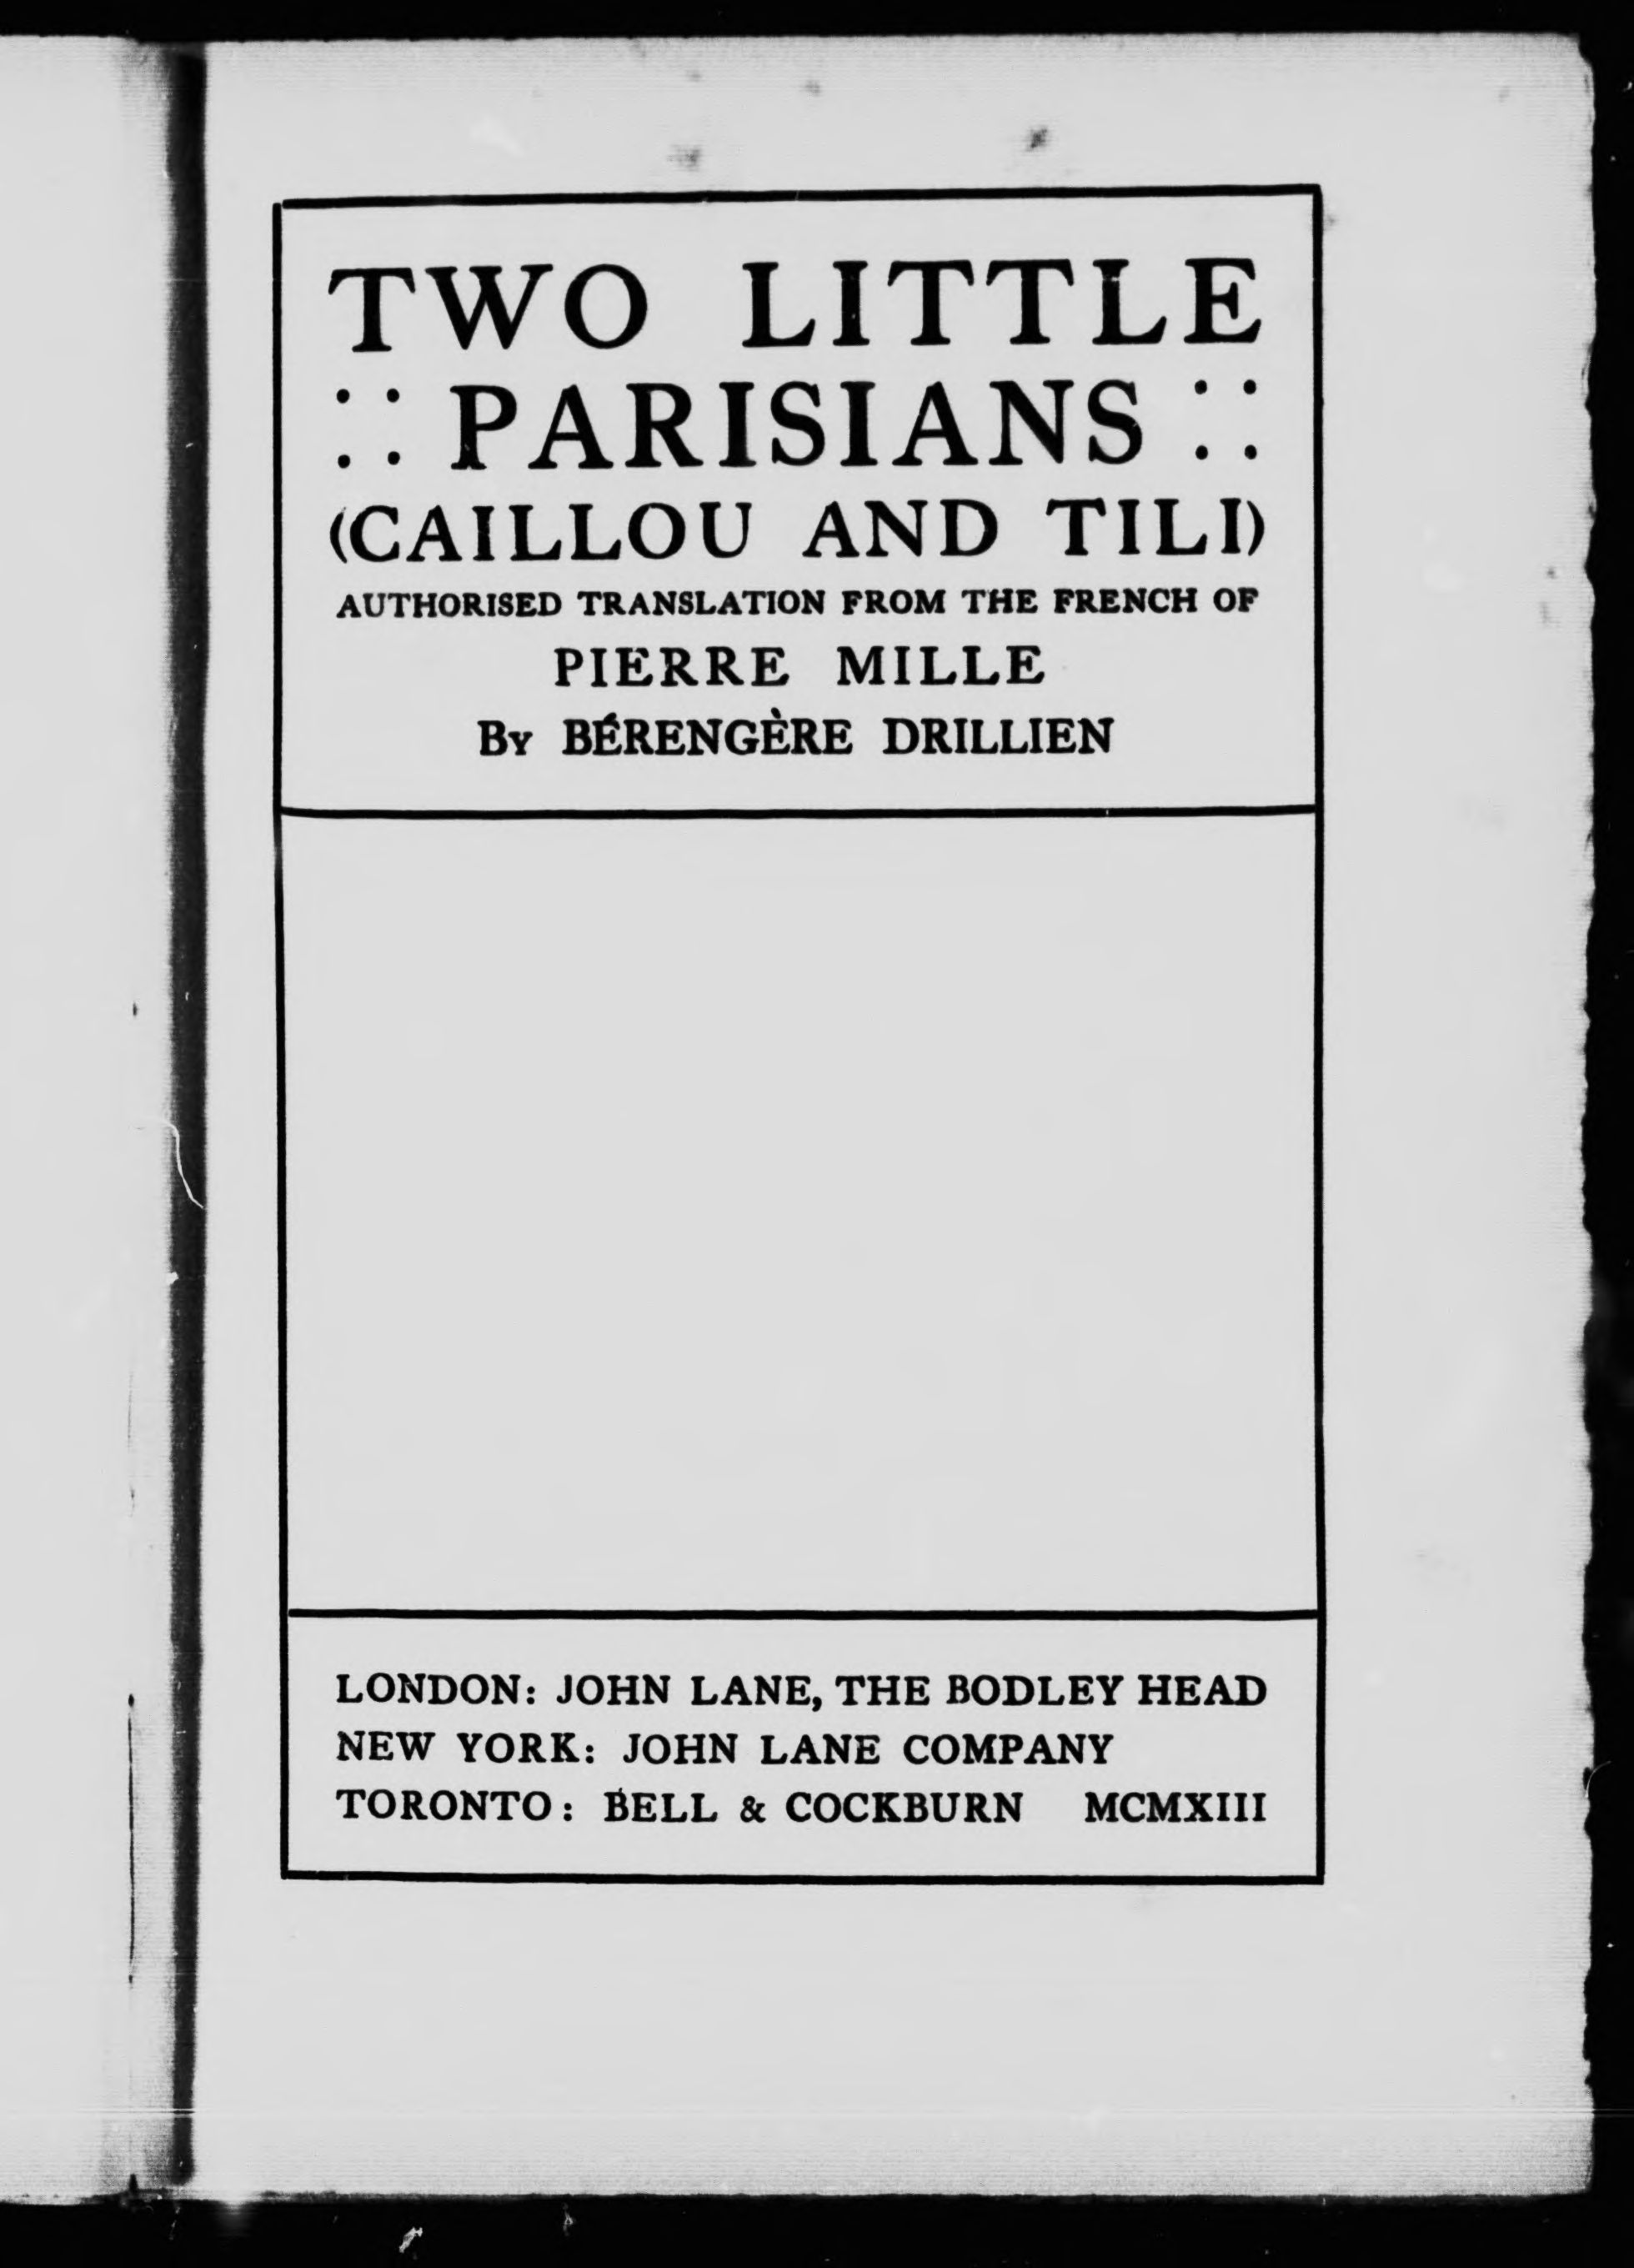 TWO LITTLE
:: PARISIANS ::
(CAILLOU AND TILI)
AUTHORISED TRANSLATION FROM THE FRENCH OF
PIERRE MILLE
By BÉRENGÈRE DRILLIEN
LONDON: JOHN LANE, THE BODLEY HEAD
NEW YORK: JOHN LANE COMPANY
TORONTO: BELL & COCKBURN MCMXIII